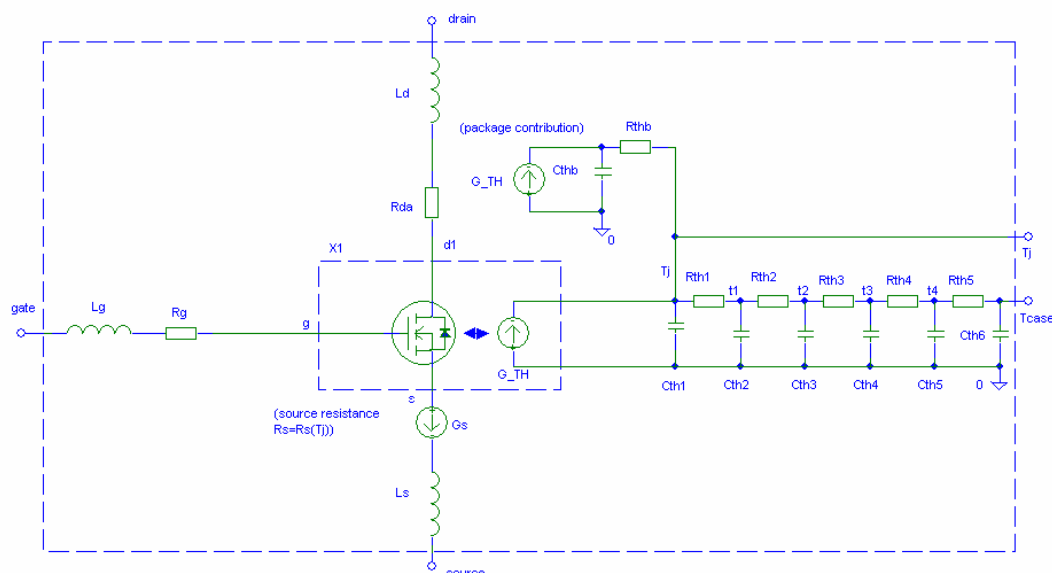 drain
Ld
(package contribution)
Rthb
Cthb
G_TH
Rda
0
X1
d1
Tj
Tj
Rth1
t1
Rth2
t2
Rth3
t3
Rth4
t4
Rth5
gate
Lg
Rg
g
Tcase
Cth6
G_TH
Cth1
Cth2
Cth3
Cth4
Cth5
0
s
(source resistance
Rs=Rs(Tj))
Gs
Ls
source